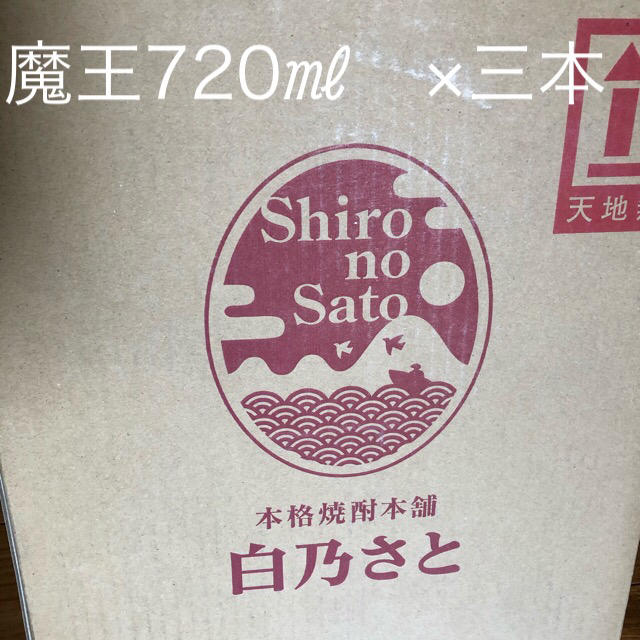 魔王720㎖　×三本
天地
Shiro
no
Sato
本格焼酎本舗
白乃さと